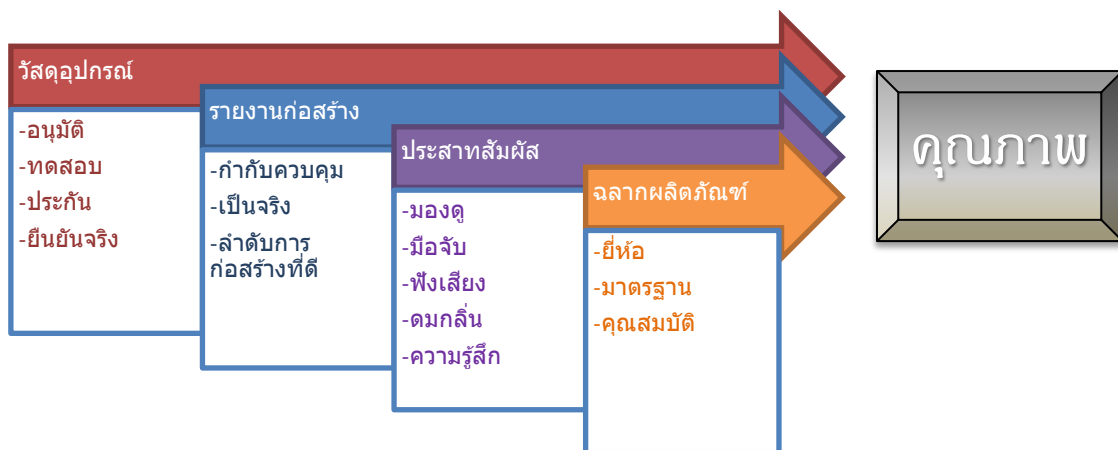 วัสดุอุปกรณ์
-อนุมัติ
-ทดสอบ
-ประกัน
-ยืนยันจริง
รายงานก่อสร้าง
-กำกับควบคุม
-เป็นจริง
-ลำดับการ
ก่อสร้างที่ดี
ประสาทสัมผัส
-มองดู
-มือจับ
-ฟังเสียง
-ดมกลิ่น
-ความรู้สึก
ฉลากผลิตภัณฑ์
-ยี่ห้อ
-มาตรฐาน
-คุณสมบัติ
คุณภาพ